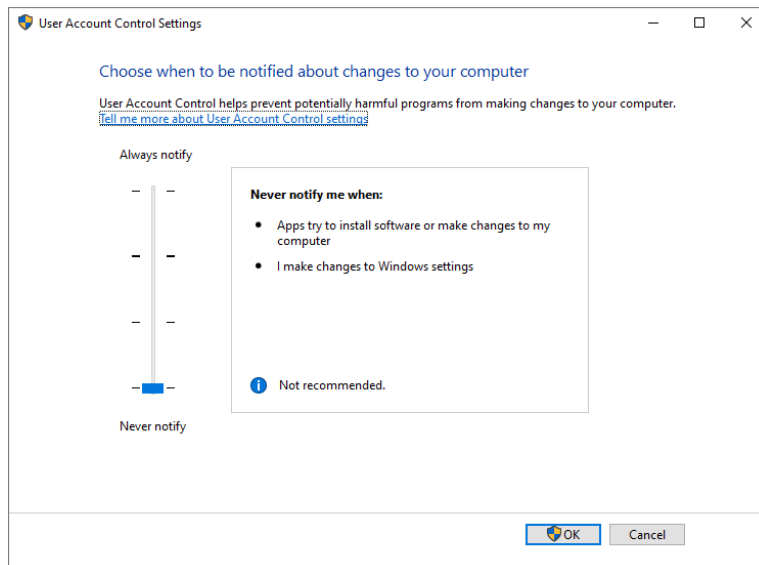 User Account Control Settings
Choose when to be notified about changes to your computer
User Account Control helps prevent potentially harmful programs from making changes to your computer.
Tell me more about User Account Control settings
Always notify
Never notify me when:
Apps try to install software or make changes to my
computer
I make changes to Windows settings
Not recommended.
Never notify
OK
Cancel